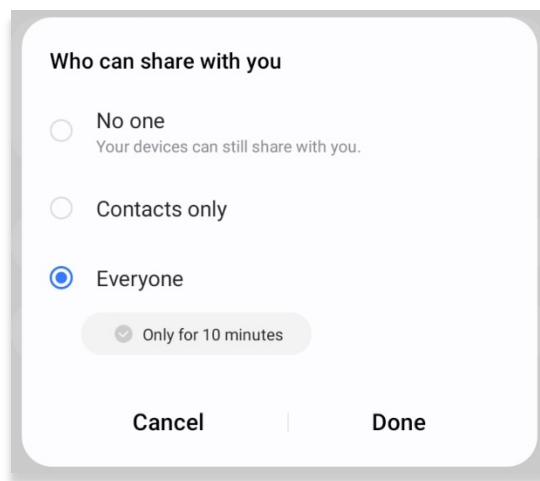 Who can share with you
No one
Your devices can still share with you.
Contacts only
Everyone
Only for 10 minutes
Cancel
Done